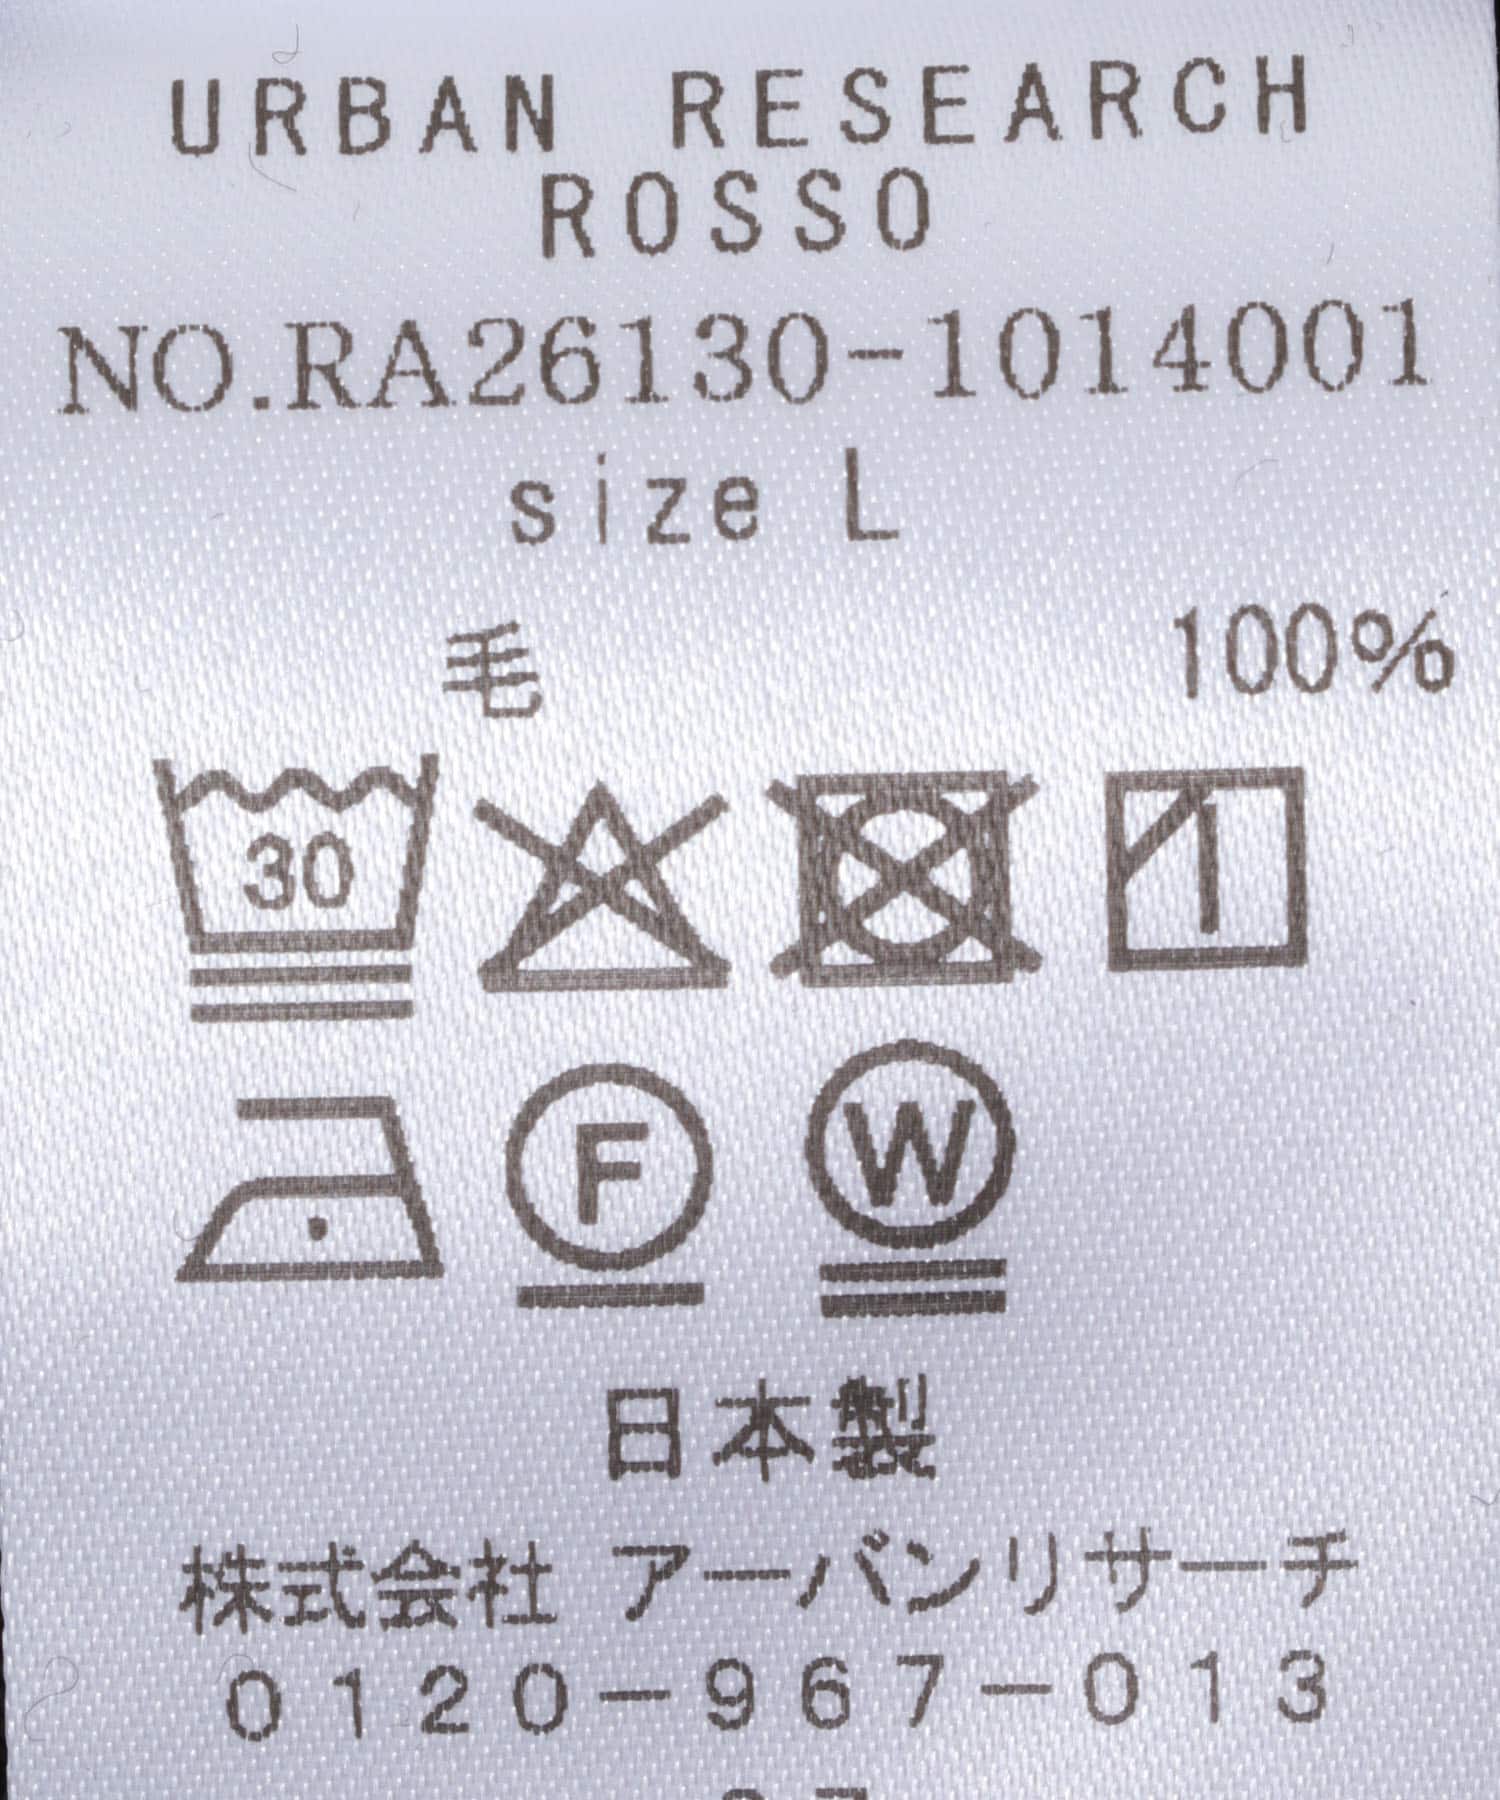 URBAN RESEARCH
ROSSO
NO.RA26130-1014001
size L
毛 100%
30
F W
日本製
株式会社 アーバンリサーチ
0120-967-013